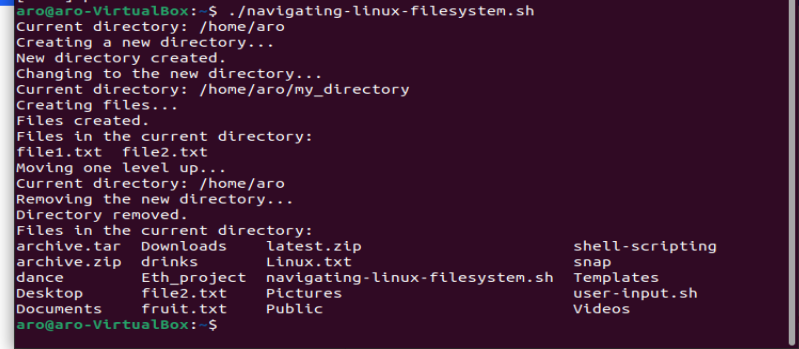 aro@aro-VirtualBox:~$ ./navigating-linux-filesystem.sh
Current directory: /home/aro
Creating a new directory...
New directory created.
Changing to the new directory...
Current directory: /home/aro/my_directory
Creating files...
Files created.
Files in the current directory:
file1.txt  file2.txt
Moving one level up...
Current directory: /home/aro
Removing the new directory...
Directory removed.
Files in the current directory:
archive.tar  Downloads    latest.zip                      shell-scripting
archive.zip  drinks       Linux.txt                       snap
dance        Eth_project  navigating-linux-filesystem.sh  Templates
Desktop      file2.txt    Pictures                        user-input.sh
Documents    fruit.txt    Public                          Videos
aro@aro-VirtualBox:~$